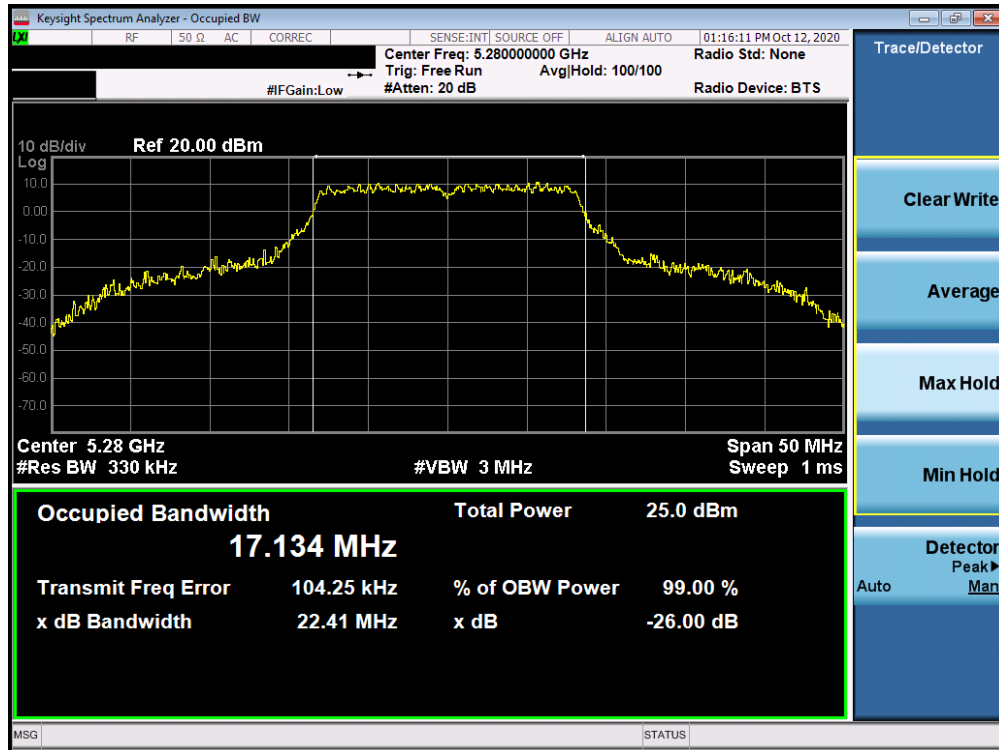 Keysight Spectrum Analyzer - Occupied BW
LXI RF 50 Ω AC CORREC SENSE:INT SOURCE OFF ALIGN AUTO 01:16:11 PM Oct 12, 2020
Center Freq: 5.280000000 GHz Radio Std: None
Trig: Free Run Avg|Hold: 100/100
#IFGain:Low #Atten: 20 dB Radio Device: BTS
Trace/Detector
10 dB/div Ref 20.00 dBm
Log
10.0
0.00
-10.0
-20.0
-30.0
-40.0
-50.0
-60.0
-70.0
Center 5.28 GHz Span 50 MHz
#Res BW 330 kHz #VBW 3 MHz Sweep 1 ms
Occupied Bandwidth Total Power 25.0 dBm
17.134 MHz
Transmit Freq Error 104.25 kHz % of OBW Power 99.00 %
x dB Bandwidth 22.41 MHz x dB -26.00 dB
Clear Write
Average
Max Hold
Min Hold
Detector
Peak▶
Auto Man
MSG STATUS